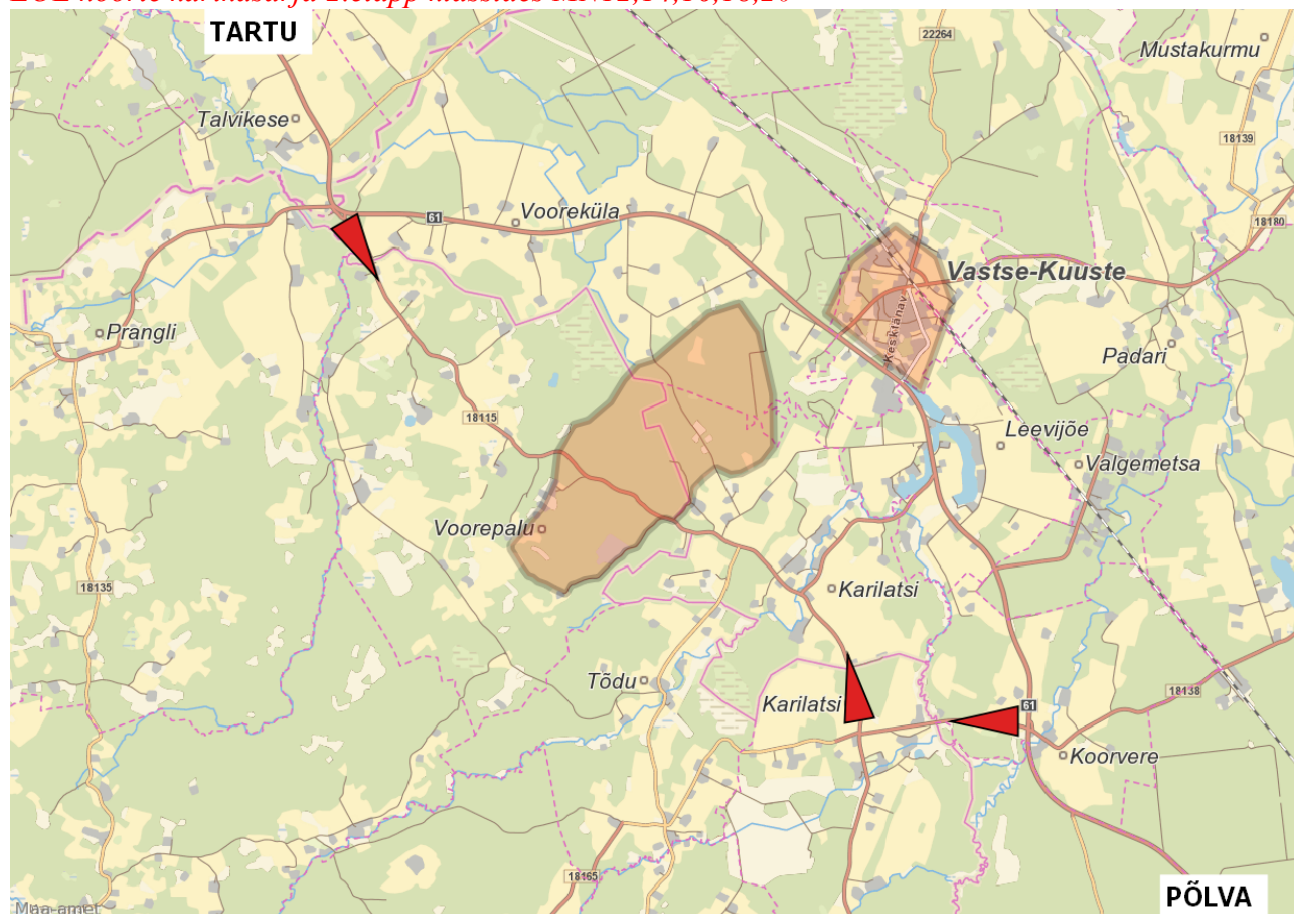 TARTU
22264
Mustakurmu
Talvikese
18139
61
Vooreküla
18180
Vastse-Kuuste
Prangli
Kesktänav
Padari
18115
Leevijõe
Valgemetsa
Voorepalu
18135
Karilatsi
Tõdu
Karilatsi
61
18138
Koorvere
18165
PÕLVA
Maa-amet